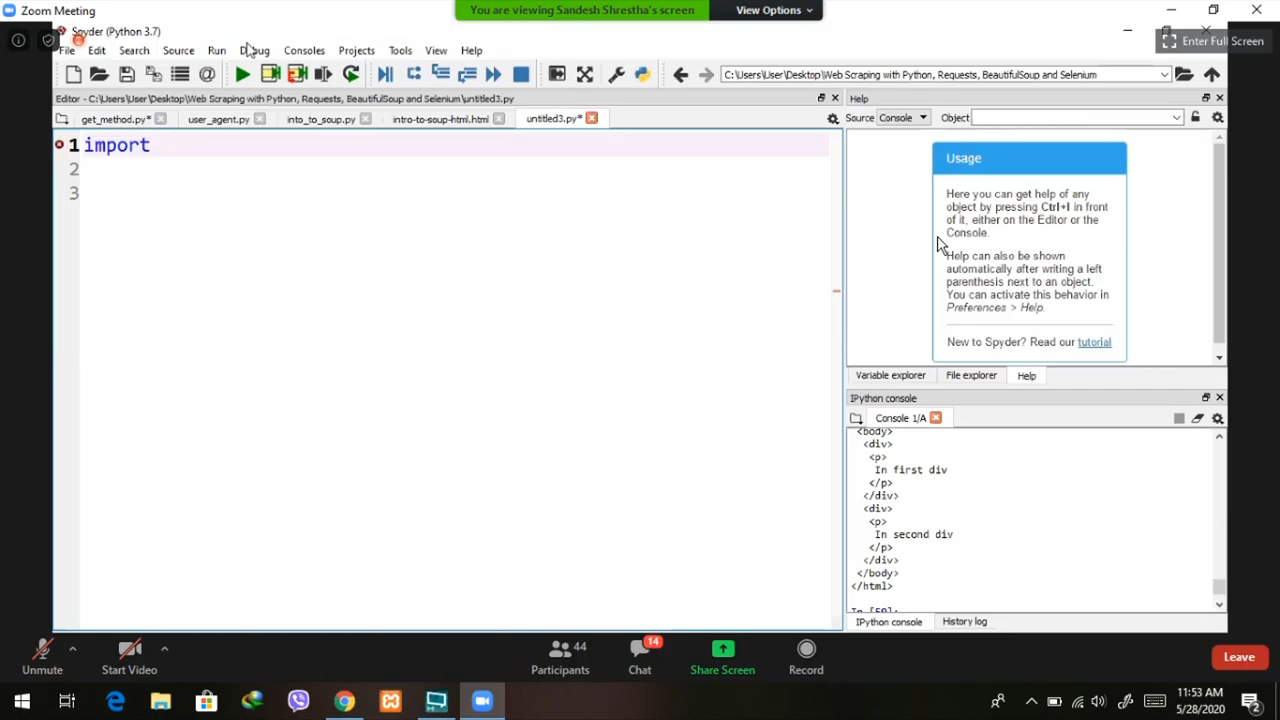 Zoom Meeting
You are viewing Sandesh Shrestha's screen
View Options
Spyder (Python 3.7)
Enter Full Screen
File Edit Search Source Run Debug Consoles Projects Tools View Help
C:\Users\User\Desktop\Web Scraping with Python, Requests, BeautifulSoup and Selenium
Editor - C:\Users\User\Desktop\Web Scraping with Python, Requests, BeautifulSoup and Selenium\untitled3.py
Help
get_method.py* user_agent.py into_to_soup.py intro-to-soup-html.html untitled3.py*
Source Console Object
1 import
2
3
Usage
Here you can get help of any
object by pressing Ctrl+I in front
of it, either on the Editor or the
Console.
Help can also be shown
automatically after writing a left
parenthesis next to an object.
You can activate this behavior in
Preferences > Help.
New to Spyder? Read our tutorial
Variable explorer File explorer Help
IPython console
Console 1/A
<body>
<div>
<p>
In first div
</p>
</div>
<div>
<p>
In second div
</p>
</div>
</body>
</html>
In [59]:
IPython console History log
Unmute
Start Video
44
Participants
14
Chat
Share Screen
Record
Leave
11:53 AM
5/28/2020
2